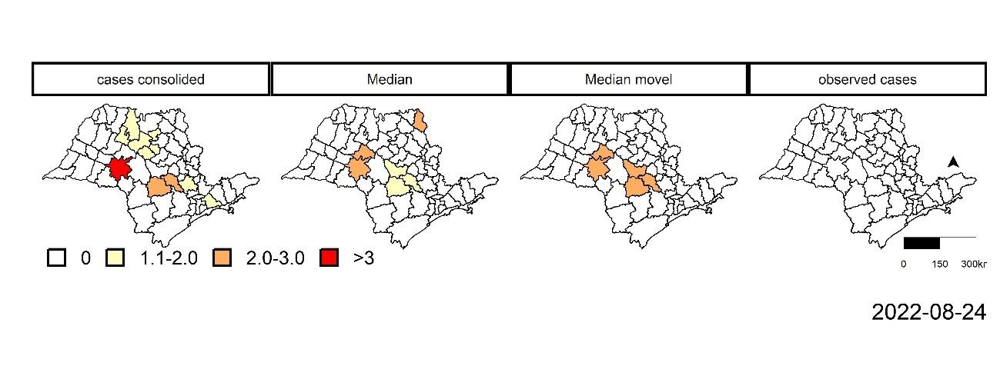 cases consolided Median Median movel observed cases
0 1.1-2.0 2.0-3.0 >3
0 150 300kr
2022-08-24